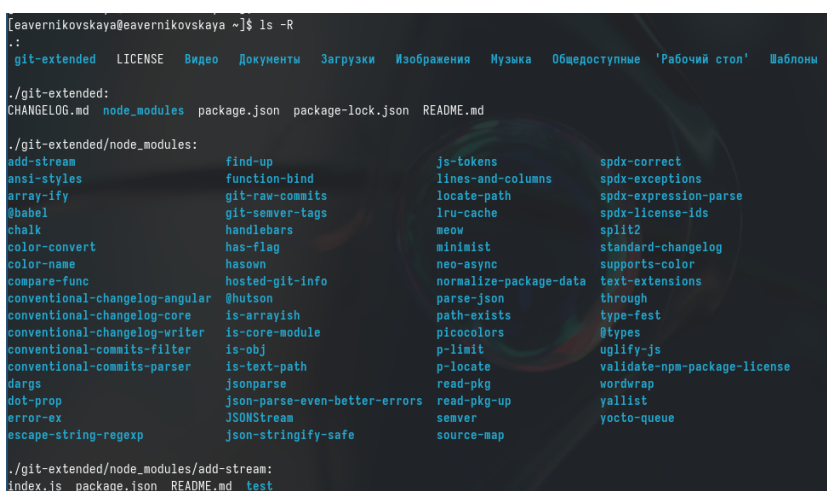 [eavernikovskaya@eavernikovskaya ~]$ ls -R
.:
git-extended LICENSE Видео Документы Загрузки Изображения Музыка Общедоступные 'Рабочий стол' Шаблоны
./git-extended:
CHANGELOG.md node_modules package.json package-lock.json README.md
./git-extended/node_modules:
add-stream find-up js-tokens spdx-correct
ansi-styles function-bind lines-and-columns spdx-exceptions
array-ify git-raw-commits locate-path spdx-expression-parse
@babel git-semver-tags lru-cache spdx-license-ids
chalk handlebars meow split2
color-convert has-flag minimist standard-changelog
color-name hasown neo-async supports-color
compare-func hosted-git-info normalize-package-data text-extensions
conventional-changelog-angular @hutson parse-json through
conventional-changelog-core is-arrayish path-exists type-fest
conventional-changelog-writer is-core-module picocolors @types
conventional-commits-filter is-obj p-limit uglify-js
conventional-commits-parser is-text-path p-locate validate-npm-package-license
dargs jsonparse read-pkg wordwrap
dot-prop json-parse-even-better-errors read-pkg-up yallist
error-ex JSONStream semver yocto-queue
escape-string-regexp json-stringify-safe source-map
./git-extended/node_modules/add-stream:
index.js package.json README.md test